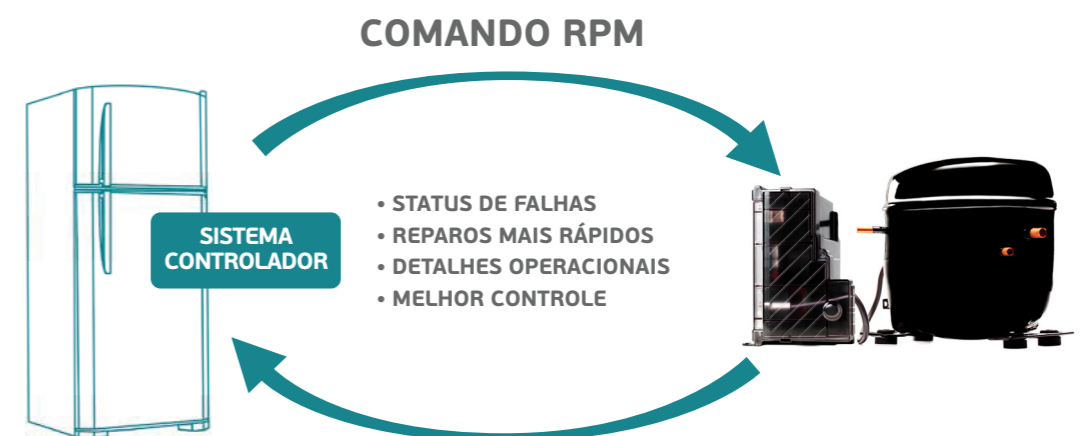 COMANDO RPM
SISTEMA
CONTROLADOR
• STATUS DE FALHAS
• REPAROS MAIS RÁPIDOS
• DETALHES OPERACIONAIS
• MELHOR CONTROLE